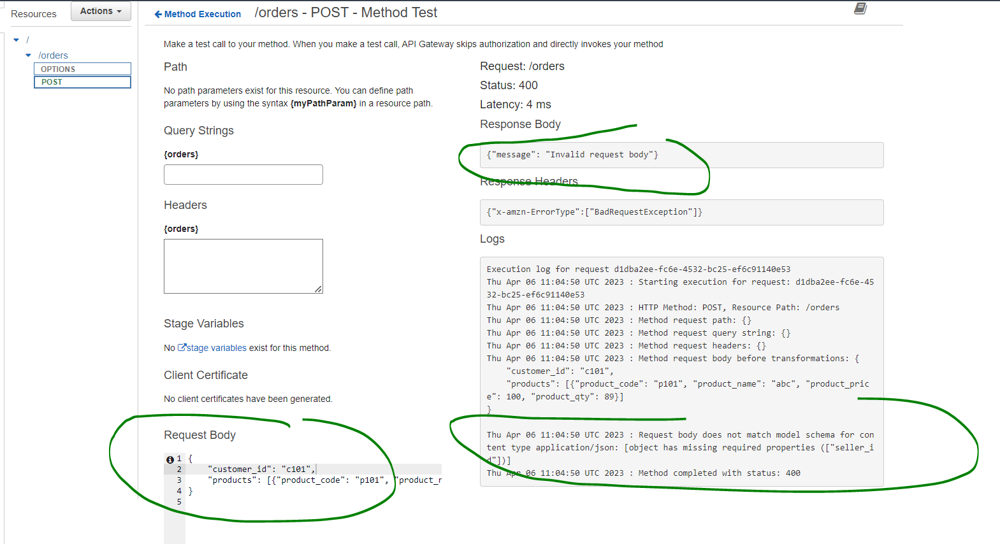 Resources
Actions
/
/orders
OPTIONS
POST
Method Execution
/orders - POST - Method Test
Make a test call to your method. When you make a test call, API Gateway skips authorization and directly invokes your method
Path
No path parameters exist for this resource. You can define path
parameters by using the syntax {myPathParam} in a resource path.
Query Strings
{orders}
Headers
{orders}
Stage Variables
No stage variables exist for this method.
Client Certificate
No client certificates have been generated.
Request Body
1 {
2 "customer_id": "c101",
3 "products": [{"product_code": "p101", "product_n
4 }
5
Request: /orders
Status: 400
Latency: 4 ms
Response Body
{"message": "Invalid request body"}
Response Headers
{"x-amzn-ErrorType":["BadRequestException"]}
Logs
Execution log for request d1dba2ee-fc6e-4532-bc25-ef6c91140e53
Thu Apr 06 11:04:50 UTC 2023 : Starting execution for request: d1dba2ee-fc6e-45
32-bc25-ef6c91140e53
Thu Apr 06 11:04:50 UTC 2023 : HTTP Method: POST, Resource Path: /orders
Thu Apr 06 11:04:50 UTC 2023 : Method request path: {}
Thu Apr 06 11:04:50 UTC 2023 : Method request query string: {}
Thu Apr 06 11:04:50 UTC 2023 : Method request headers: {}
Thu Apr 06 11:04:50 UTC 2023 : Method request body before transformations: {
"customer_id": "c101",
"products": [{"product_code": "p101", "product_name": "abc", "product_pric
e": 100, "product_qty": 89}]
}
Thu Apr 06 11:04:50 UTC 2023 : Request body does not match model schema for con
tent type application/json: [object has missing required properties (["seller_i
d"])]
Thu Apr 06 11:04:50 UTC 2023 : Method completed with status: 400